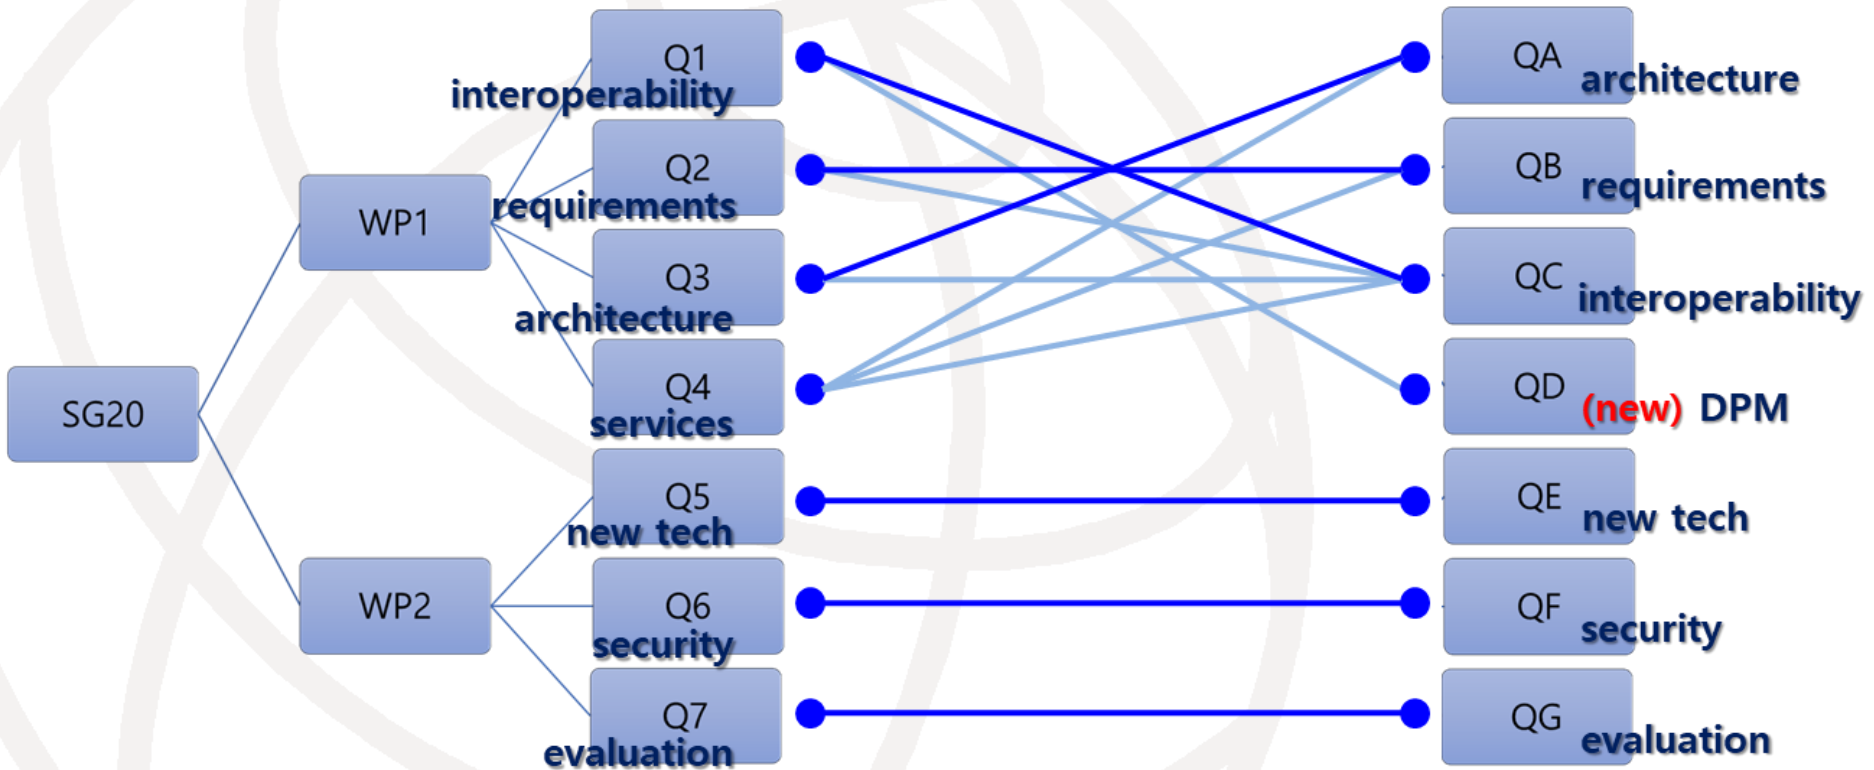 SG20
WP1
WP2
Q1
interoperability
Q2
requirements
Q3
architecture
Q4
services
Q5
new tech
Q6
security
Q7
evaluation
QA
architecture
QB
requirements
QC
interoperability
QD
(new) DPM
QE
new tech
QF
security
QG
evaluation